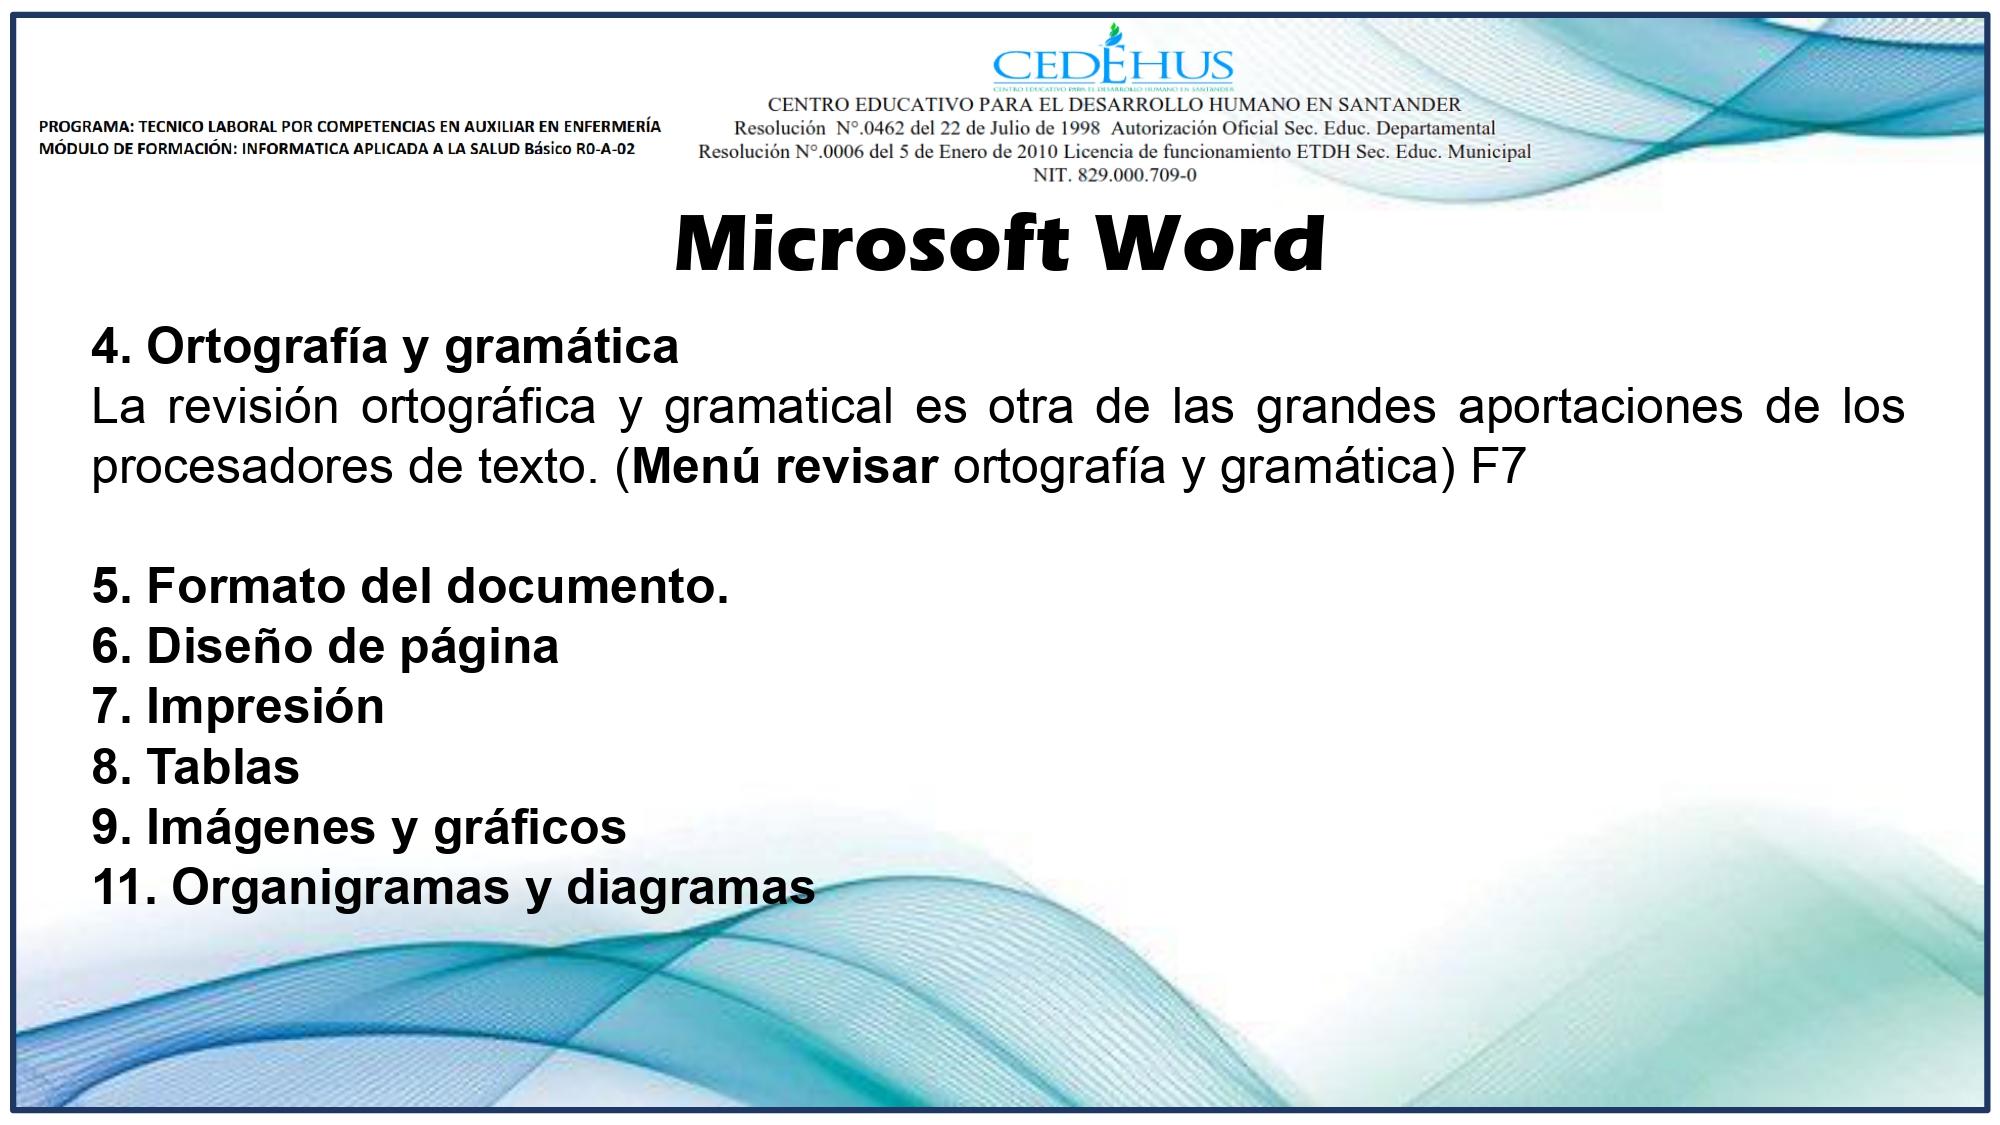 CEDEHUS
CENTRO EDUCATIVO PARA EL DESARROLLO HUMANO EN SANTANDER
CENTRO EDUCATIVO PARA EL DESARROLLO HUMANO EN SANTANDER
Resolución N°.0462 del 22 de Julio de 1998 Autorización Oficial Sec. Educ. Departamental
Resolución N°.0006 del 5 de Enero de 2010 Licencia de funcionamiento ETDH Sec. Educ. Municipal
NIT. 829.000.709-0
PROGRAMA: TECNICO LABORAL POR COMPETENCIAS EN AUXILIAR EN ENFERMERÍA
MÓDULO DE FORMACIÓN: INFORMATICA APLICADA A LA SALUD Básico R0-A-02
Microsoft Word
4. Ortografía y gramática
La revisión ortográfica y gramatical es otra de las grandes aportaciones de los
procesadores de texto. (Menú revisar ortografía y gramática) F7
5. Formato del documento.
6. Diseño de página
7. Impresión
8. Tablas
9. Imágenes y gráficos
11. Organigramas y diagramas